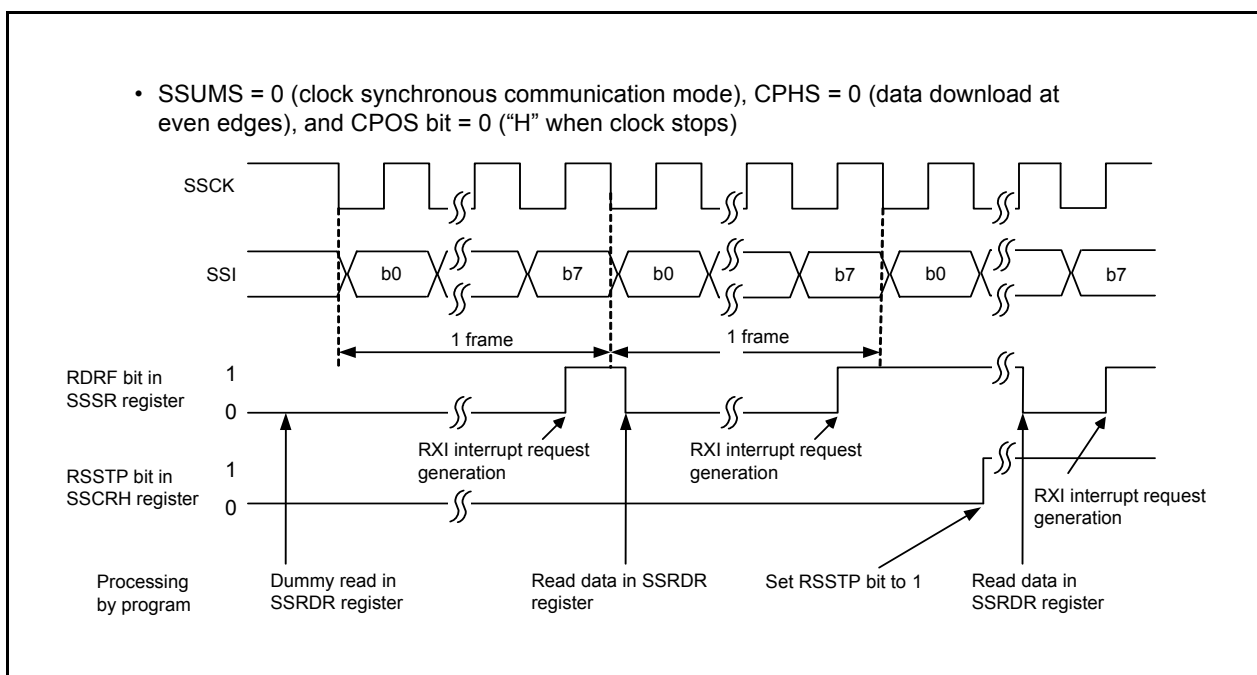 • SSUMS = 0 (clock synchronous communication mode), CPHS = 0 (data download at
even edges), and CPOS bit = 0 (“H” when clock stops)
SSCK
SSI
b0
b7
b0
b7
b0
b7
1 frame
1 frame
RDRF bit in
SSSR register
1
0
RXI interrupt request
generation
RXI interrupt request
generation
RXI interrupt request
generation
RSSTP bit in
SSCRH register
1
0
Processing
by program
Dummy read in
SSRDR register
Read data in SSRDR
register
Set RSSTP bit to 1
Read data in
SSRDR register